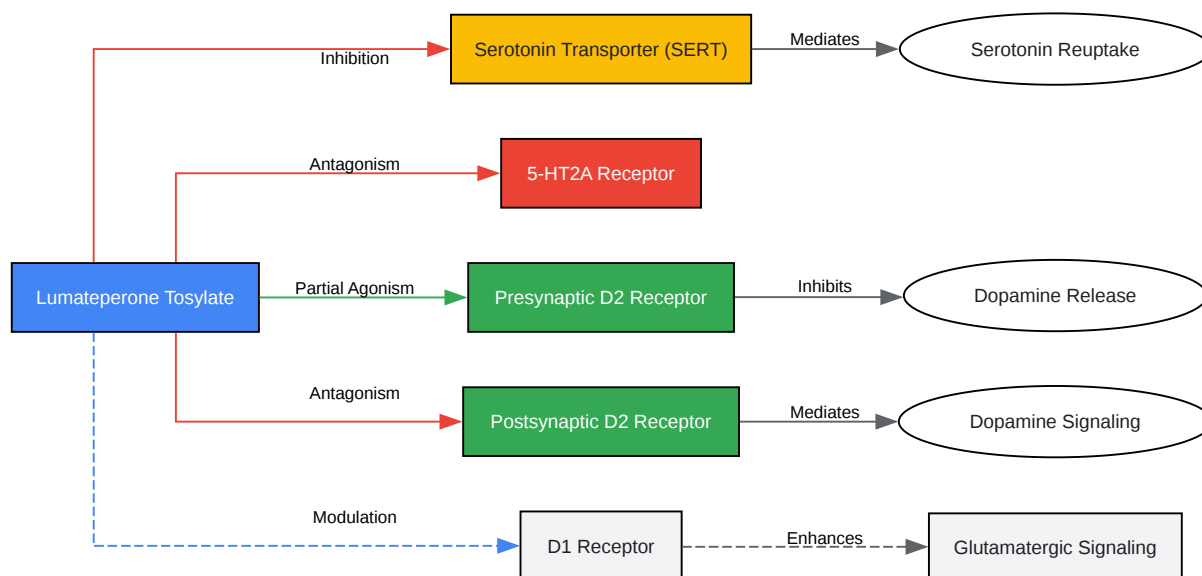 Inhibition
Serotonin Transporter (SERT)
Mediates
Serotonin Reuptake
Antagonism
5-HT2A Receptor
Lumateperone Tosylate
Partial Agonism
Presynaptic D2 Receptor
Inhibits
Dopamine Release
Antagonism
Postsynaptic D2 Receptor
Mediates
Dopamine Signaling
Modulation
D1 Receptor
Enhances
Glutamatergic Signaling